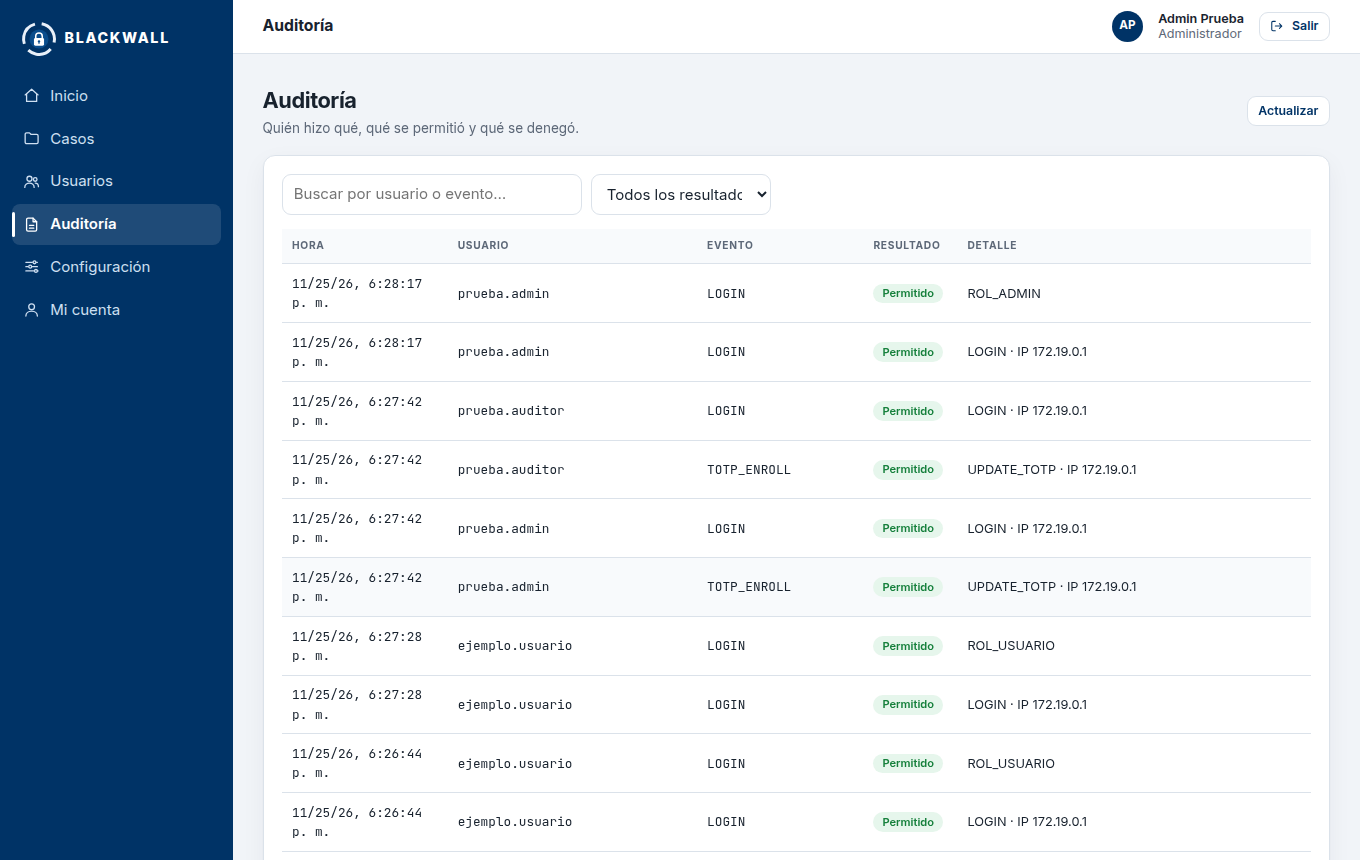 BLACKWALL
Inicio
Casos
Usuarios
Auditoría
Configuración
Mi cuenta
Auditoría
AP
Admin Prueba
Administrador
Salir
Auditoría
Quién hizo qué, qué se permitió y qué se denegó.
Actualizar
Buscar por usuario o evento...
Todos los resultadc
HORA USUARIO EVENTO RESULTADO DETALLE
11/25/26, 6:28:17 p. m. prueba.admin LOGIN Permitido ROL_ADMIN
11/25/26, 6:28:17 p. m. prueba.admin LOGIN Permitido LOGIN · IP 172.19.0.1
11/25/26, 6:27:42 p. m. prueba.auditor LOGIN Permitido LOGIN · IP 172.19.0.1
11/25/26, 6:27:42 p. m. prueba.auditor TOTP_ENROLL Permitido UPDATE_TOTP · IP 172.19.0.1
11/25/26, 6:27:42 p. m. prueba.admin LOGIN Permitido LOGIN · IP 172.19.0.1
11/25/26, 6:27:42 p. m. prueba.admin TOTP_ENROLL Permitido UPDATE_TOTP · IP 172.19.0.1
11/25/26, 6:27:28 p. m. ejemplo.usuario LOGIN Permitido ROL_USUARIO
11/25/26, 6:27:28 p. m. ejemplo.usuario LOGIN Permitido LOGIN · IP 172.19.0.1
11/25/26, 6:26:44 p. m. ejemplo.usuario LOGIN Permitido ROL_USUARIO
11/25/26, 6:26:44 p. m. ejemplo.usuario LOGIN Permitido LOGIN · IP 172.19.0.1